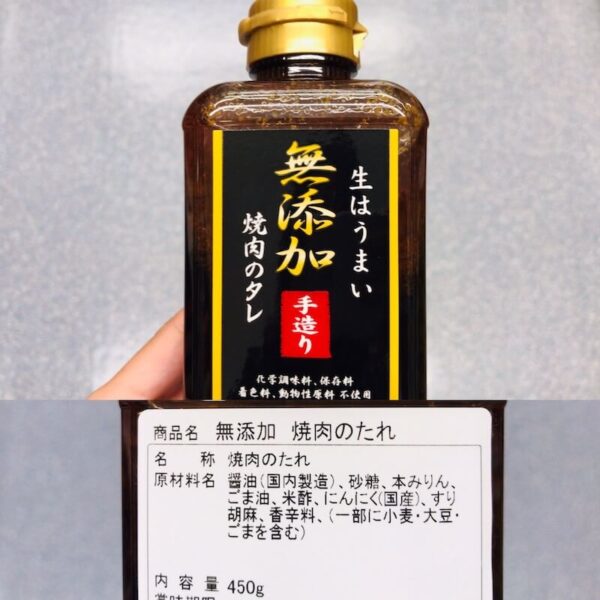 生はうまい
無添加
焼肉のタレ
手造り
化学調味料、保存料
着色料、動物性原料 不使用
商品名 無添加 焼肉のたれ
名 称 焼肉のたれ
原材料名 醤油(国内製造)、砂糖、本みりん、
ごま油、米酢、にんにく(国産)、すり
胡麻、香辛料、(一部に小麦・大豆・
ごまを含む)
内 容 量 450g
賞味期限